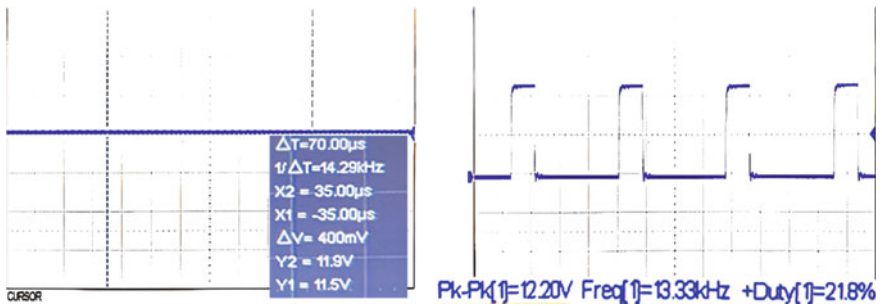 ΔT=70.00µs
1/ΔT=14.29kHz
X2 = 35.00µs
X1 = -35.00µs
ΔV= 400mV
Y2 = 11.9V
Y1 = 11.5V
CURSOR
Pk-Pk[1]=12.20V Freq[1]=13.33kHz +Duty[1]=21.8%